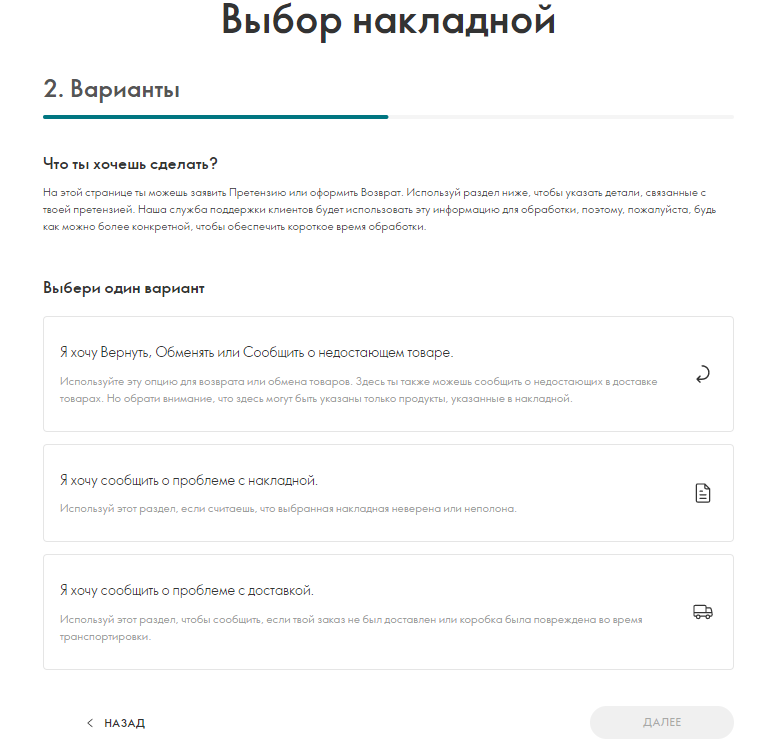 Выбор накладной
2. Варианты
Что ты хочешь сделать?
На этой странице ты можешь заявить Претензию или оформить Возврат. Используй раздел ниже, чтобы указать детали, связанные с
твоей претензией. Наша служба поддержки клиентов будет использовать эту информацию для обработки, поэтому, пожалуйста, будь
как можно более конкретной, чтобы обеспечить короткое время обработки.
Выбери один вариант
Я хочу Вернуть, Обменять или Сообщить о недостающем товаре.
Используйте эту опцию для возврата или обмена товаров. Здесь ты также можешь сообщить о недостающих в доставке
товарах. Но обрати внимание, что здесь могут быть указаны только продукты, указанные в накладной.
Я хочу сообщить о проблеме с накладной.
Используй этот раздел, если считаешь, что выбранная накладная неверена или неполона.
Я хочу сообщить о проблеме с доставкой.
Используй этот раздел, чтобы сообщить, если твой заказ не был доставлен или коробка была повреждена во время
транспортировки.
НАЗАД
ДАЛЕЕ